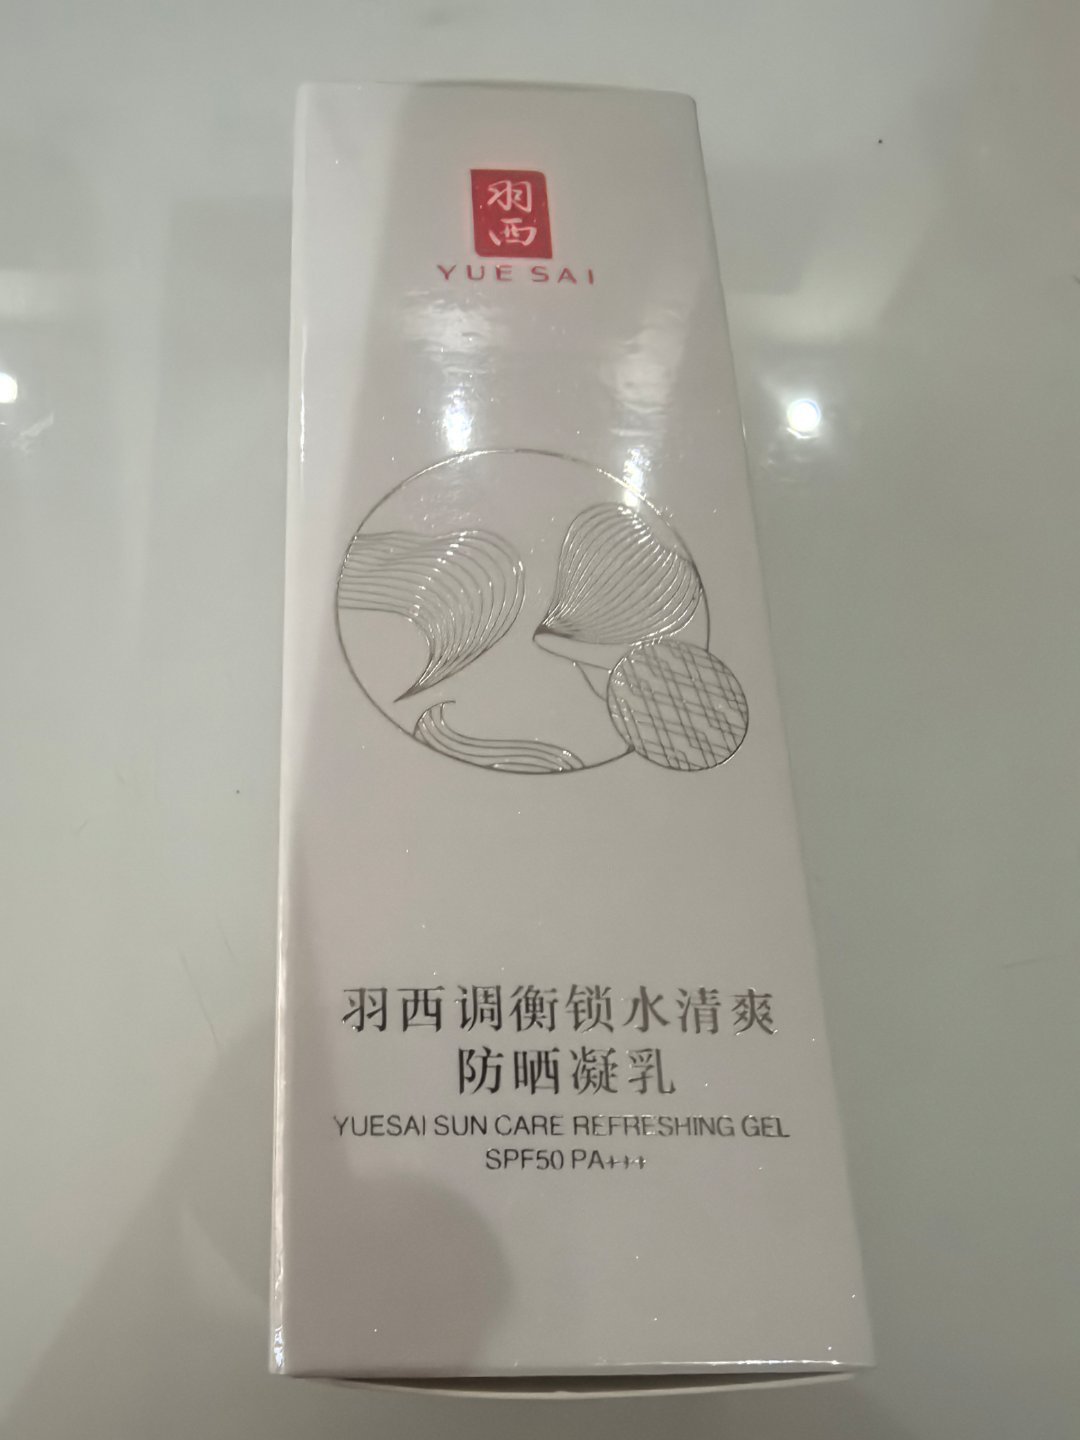 羽
西
YUE SAI
羽西调衡锁水清爽
防晒凝乳
YUESAI SUN CARE REFRESHING GEL
SPF50 PA+++